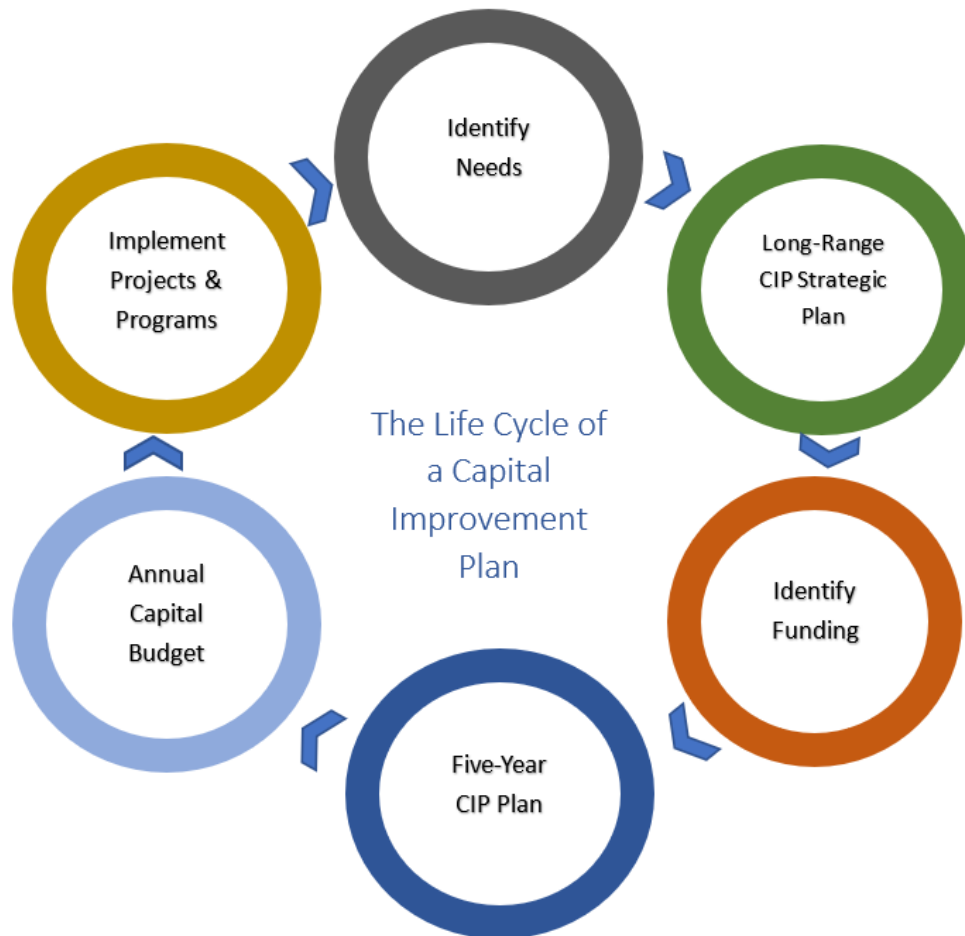 Identify
Needs
Long-Range
CIP Strategic
Plan
Identify
Funding
Five-Year
CIP Plan
Annual
Capital
Budget
Implement
Projects &
Programs
The Life Cycle of
a Capital
Improvement
Plan